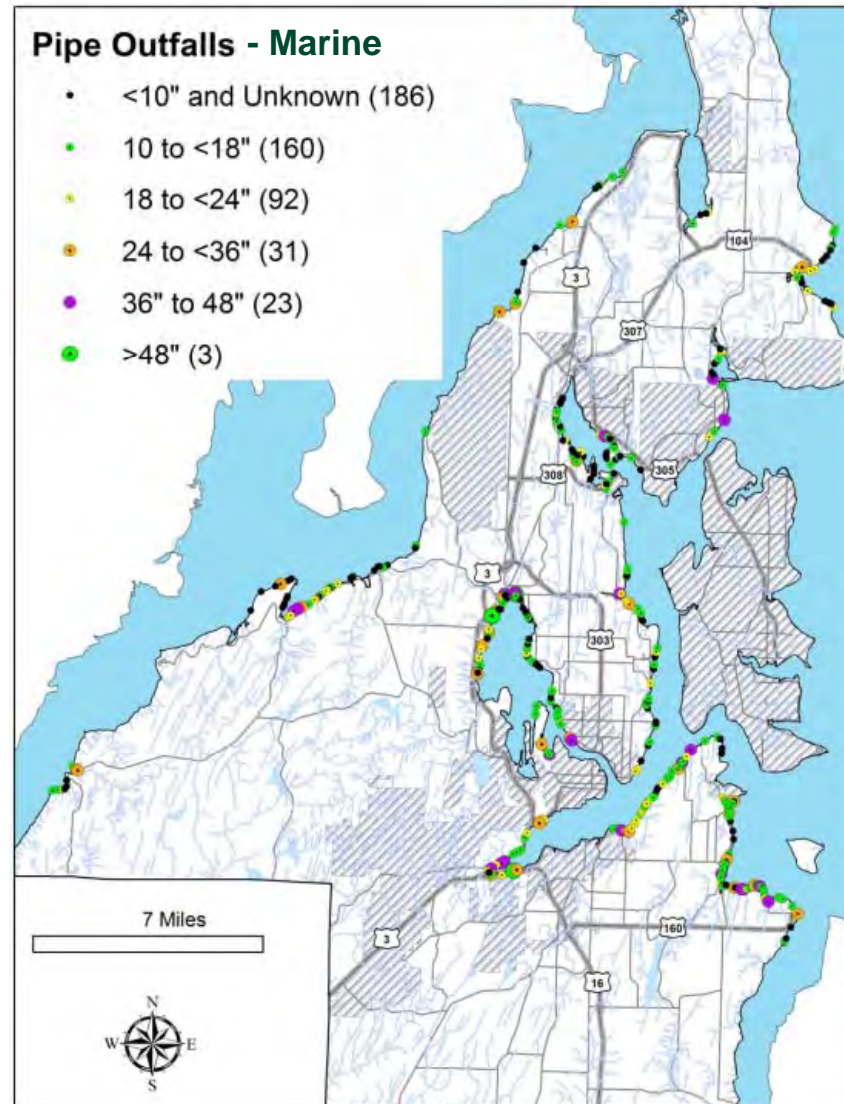 Pipe Outfalls - Marine
<10" and Unknown (186)
10 to <18" (160)
18 to <24" (92)
24 to <36" (31)
36" to 48" (23)
>48" (3)
104
3
307
308
305
3
303
7 Miles
3
160
16
N
W E
S